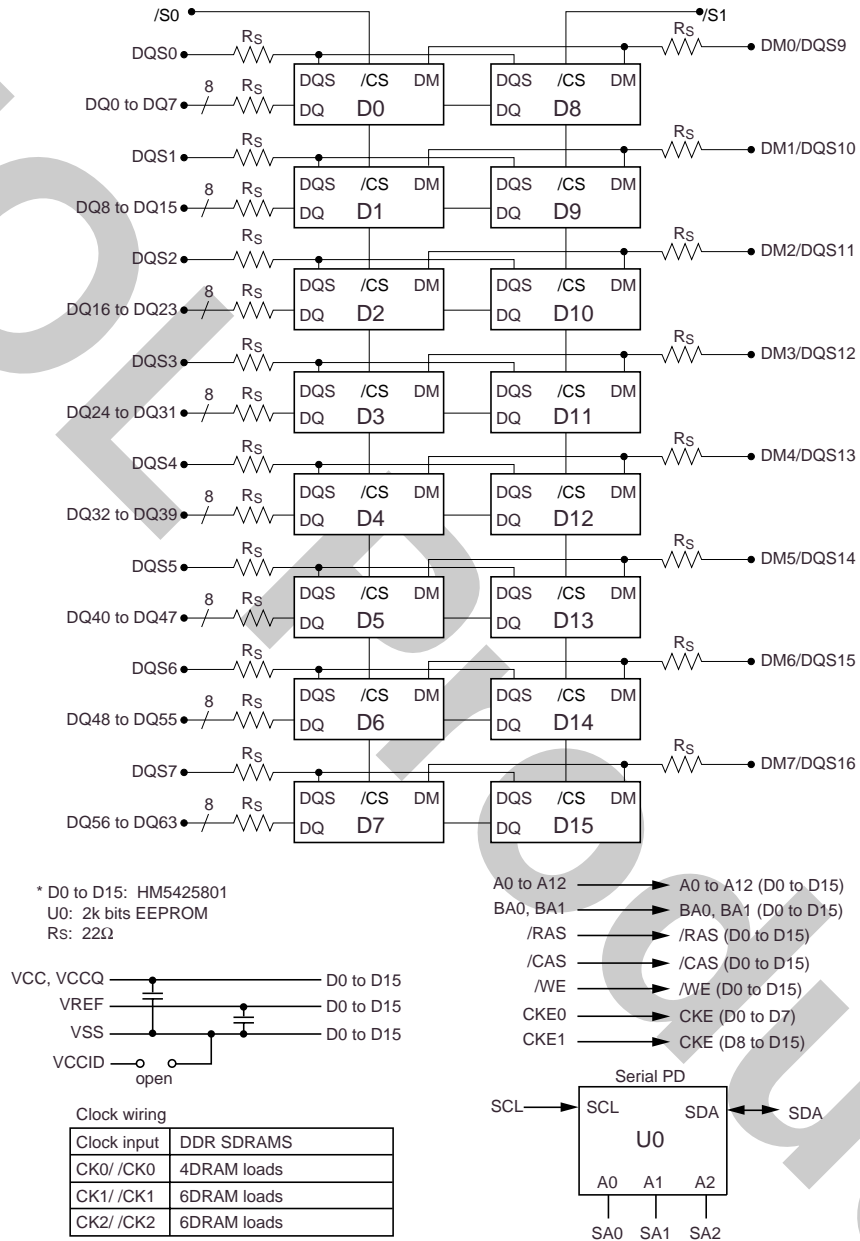 /S0 /S1
RS RS
DQS0 DM0/DQS9
8 RS
DQS /CS DM DQS /CS DM
DQ0 to DQ7 DQ D0 DQ D8
RS RS
DQS1 DM1/DQS10
8 RS
DQS /CS DM DQS /CS DM
DQ8 to DQ15 DQ D1 DQ D9
RS RS
DQS2 DM2/DQS11
8 RS
DQS /CS DM DQS /CS DM
DQ16 to DQ23 DQ D2 DQ D10
RS RS
DQS3 DM3/DQS12
8 RS
DQS /CS DM DQS /CS DM
DQ24 to DQ31 DQ D3 DQ D11
RS RS
DQS4 DM4/DQS13
8 RS
DQS /CS DM DQS /CS DM
DQ32 to DQ39 DQ D4 DQ D12
RS RS
DQS5 DM5/DQS14
8 RS
DQS /CS DM DQS /CS DM
DQ40 to DQ47 DQ D5 DQ D13
RS RS
DQS6 DM6/DQS15
8 RS
DQS /CS DM DQS /CS DM
DQ48 to DQ55 DQ D6 DQ D14
RS RS
DQS7 DM7/DQS16
8 RS
DQS /CS DM DQS /CS DM
DQ56 to DQ63 DQ D7 DQ D15
* D0 to D15: HM5425801
U0: 2k bits EEPROM
Rs: 22Ω
VCC, VCCQ D0 to D15
VREF D0 to D15
VSS D0 to D15
VCCID
open
Clock wiring
Clock input DDR SDRAMS
CK0/ /CK0 4DRAM loads
CK1/ /CK1 6DRAM loads
CK2/ /CK2 6DRAM loads
A0 to A12 A0 to A12 (D0 to D15)
BA0, BA1 BA0, BA1 (D0 to D15)
/RAS /RAS (D0 to D15)
/CAS /CAS (D0 to D15)
/WE /WE (D0 to D15)
CKE0 CKE (D0 to D7)
CKE1 CKE (D8 to D15)
Serial PD
SCL SCL SDA SDA
U0
A0 A1 A2
SA0 SA1 SA2